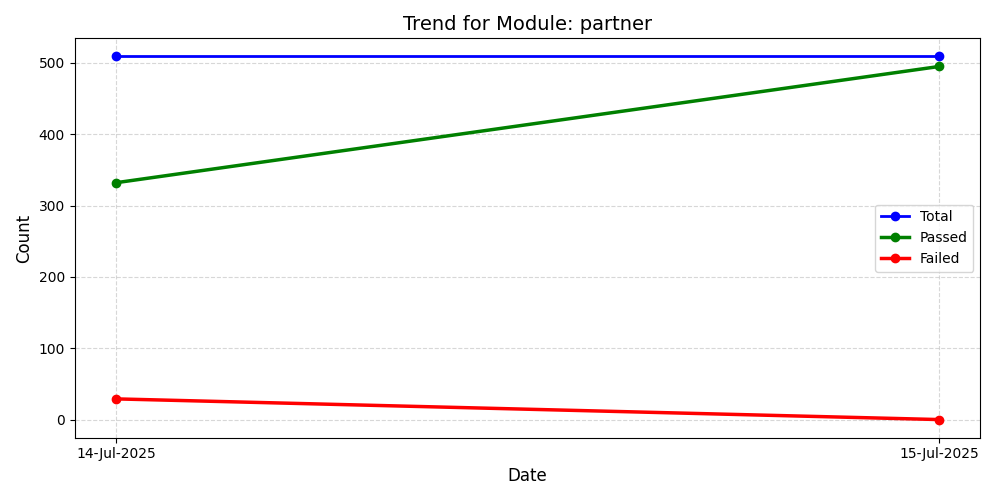 Trend for Module: partner
Count
500
400
300
200
100
0
Total
Passed
Failed
14-Jul-2025
15-Jul-2025
Date